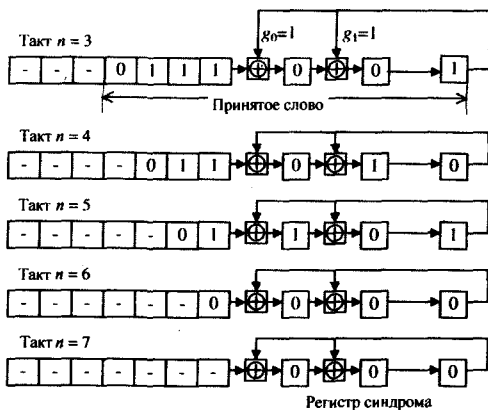 g₀=1 g₁=1
Такт n = 3
- - - 0 1 1 1 0 0 1
Принятое слово
Такт n = 4
- - - - 0 1 1 0 1 0
Такт n = 5
- - - - - 0 1 1 0 1
Такт n = 6
- - - - - - 0 0 0 0
Такт n = 7
- - - - - - - 0 0 0
Регистр синдрома